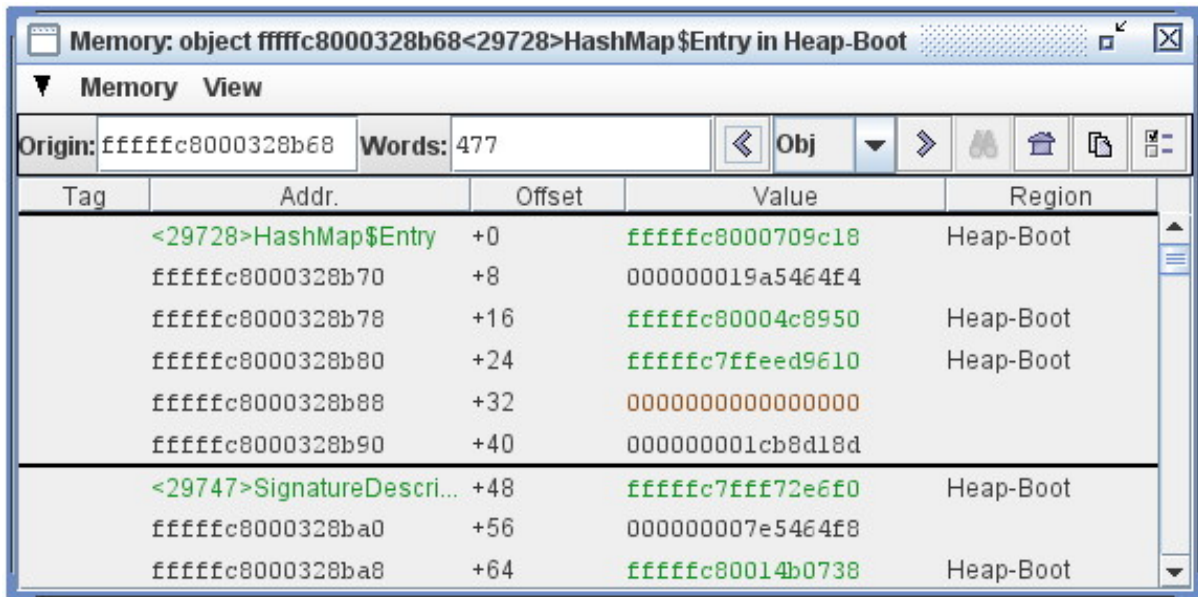 Memory: object fffffc8000328b68<29728>HashMap$Entry in Heap-Boot
Memory View
Origin: fffffc8000328b68 Words: 477 Obj
Tag Addr. Offset Value Region
<29728>HashMap$Entry +0 fffffc8000709c18 Heap-Boot
fffffc8000328b70 +8 000000019a5464f4
fffffc8000328b78 +16 fffffc80004c8950 Heap-Boot
fffffc8000328b80 +24 fffffc7ffeed9610 Heap-Boot
fffffc8000328b88 +32 0000000000000000
fffffc8000328b90 +40 000000001cb8d18d
<29747>SignatureDescri... +48 fffffc7fff72e6f0 Heap-Boot
fffffc8000328ba0 +56 000000007e5464f8
fffffc8000328ba8 +64 fffffc80014b0738 Heap-Boot